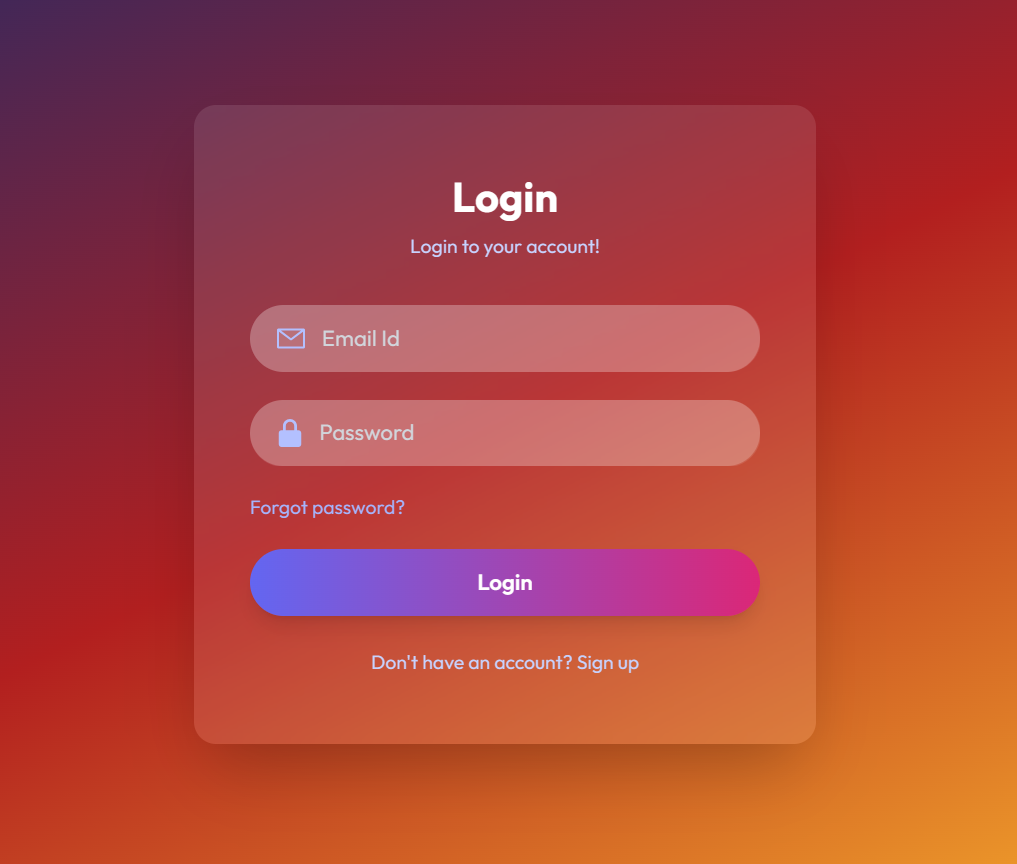 Login
Login to your account!
Email Id
Password
Forgot password?
Login
Don't have an account? Sign up